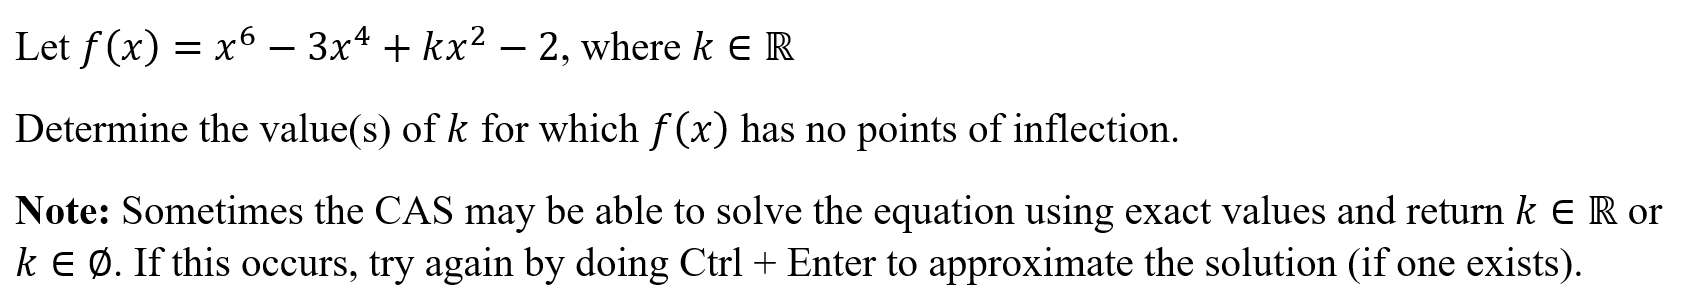 Let f(x) = x⁶ − 3x⁴ + kx² − 2, where k ∈ ℝ
Determine the value(s) of k for which f(x) has no points of inflection.
Note: Sometimes the CAS may be able to solve the equation using exact values and return k ∈ ℝ or
k ∈ ∅. If this occurs, try again by doing Ctrl + Enter to approximate the solution (if one exists).